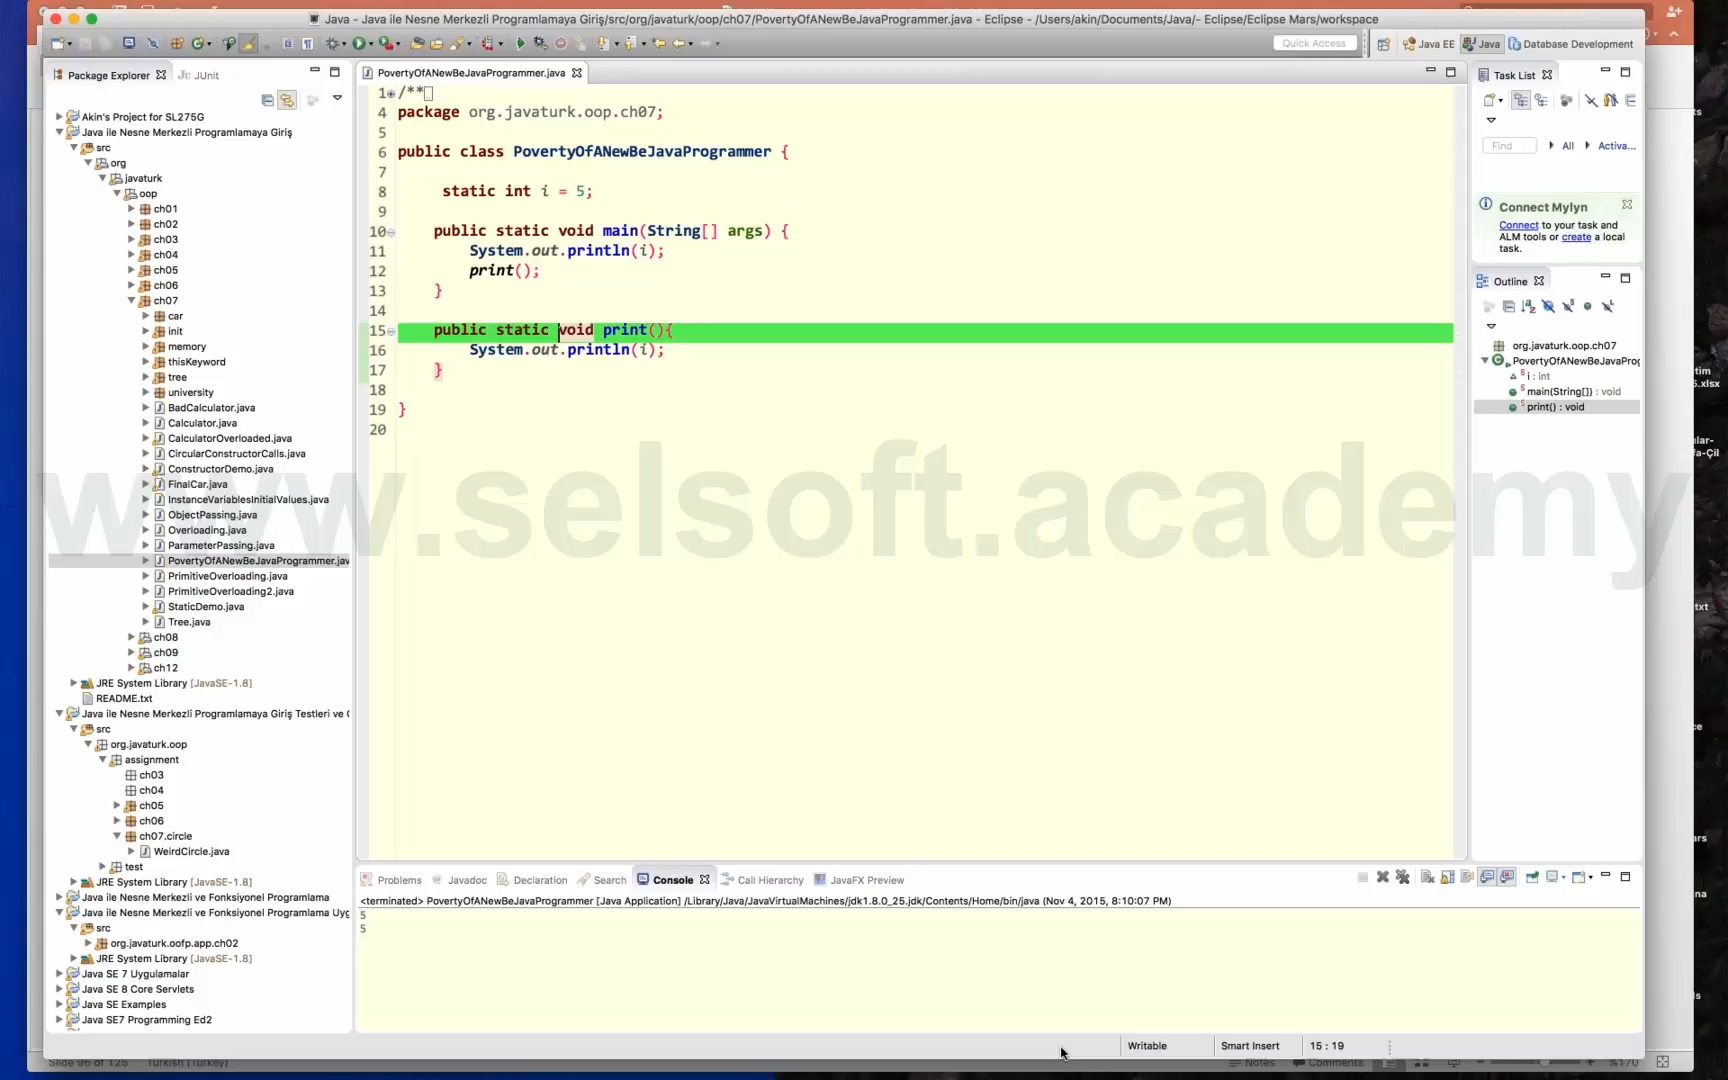 Java - Java ile Nesne Merkezli Programlamaya Giriş/src/org/javaturk/oop/ch07/PovertyOfANewBeJavaProgrammer.java - Eclipse - /Users/akin/Documents/Java/- Eclipse/Eclipse Mars/workspace
Quick Access
Java EE
Java
Database Development
Package Explorer
JUnit
Akin's Project for SL275G
Java ile Nesne Merkezli Programlamaya Giriş
src
org
javaturk
oop
ch01
ch02
ch03
ch04
ch05
ch06
ch07
car
init
memory
thisKeyword
tree
university
BadCalculator.java
Calculator.java
CalculatorOverloaded.java
CircularConstructorCalls.java
ConstructorDemo.java
FinalCar.java
InstanceVariablesInitialValues.java
ObjectPassing.java
Overloading.java
ParameterPassing.java
PovertyOfANewBeJavaProgrammer.jav
PrimitiveOverloading.java
PrimitiveOverloading2.java
StaticDemo.java
Tree.java
ch08
ch09
ch12
JRE System Library [JavaSE-1.8]
README.txt
Java ile Nesne Merkezli Programlamaya Giriş Testleri ve
src
org.javaturk.oop
assignment
ch03
ch04
ch05
ch06
ch07.circle
WeirdCircle.java
test
JRE System Library [JavaSE-1.8]
Java ile Nesne Merkezli ve Fonksiyonel Programlama
Java ile Nesne Merkezli ve Fonksiyonel Programlama Uyg
src
org.javaturk.oofp.app.ch02
JRE System Library [JavaSE-1.8]
Java SE 7 Uygulamalar
Java SE 8 Core Servlets
Java SE Examples
Java SE7 Programming Ed2
PovertyOfANewBeJavaProgrammer.java
1 /**
4 package org.javaturk.oop.ch07;
5
6 public class PovertyOfANewBeJavaProgrammer {
7
8 static int i = 5;
9
10 public static void main(String[] args) {
11 System.out.println(i);
12 print();
13 }
14
15 public static void print(){
16 System.out.println(i);
17 }
18
19 }
20
www.selsoft.academy
Task List
Find
All
Activa...
Connect Mylyn
Connect to your task and
ALM tools or create a local
task.
Outline
org.javaturk.oop.ch07
PovertyOfANewBeJavaProg
i : int
main(String[]) : void
print() : void
Problems
Javadoc
Declaration
Search
Console
Call Hierarchy
JavaFX Preview
<terminated> PovertyOfANewBeJavaProgrammer [Java Application] /Library/Java/JavaVirtualMachines/jdk1.8.0_25.jdk/Contents/Home/bin/java (Nov 4, 2015, 8:10:07 PM)
5
5
Writable
Smart Insert
15 : 19
Slide 96 of 125
Turkish (Turkey)
Notes
Comments
%170